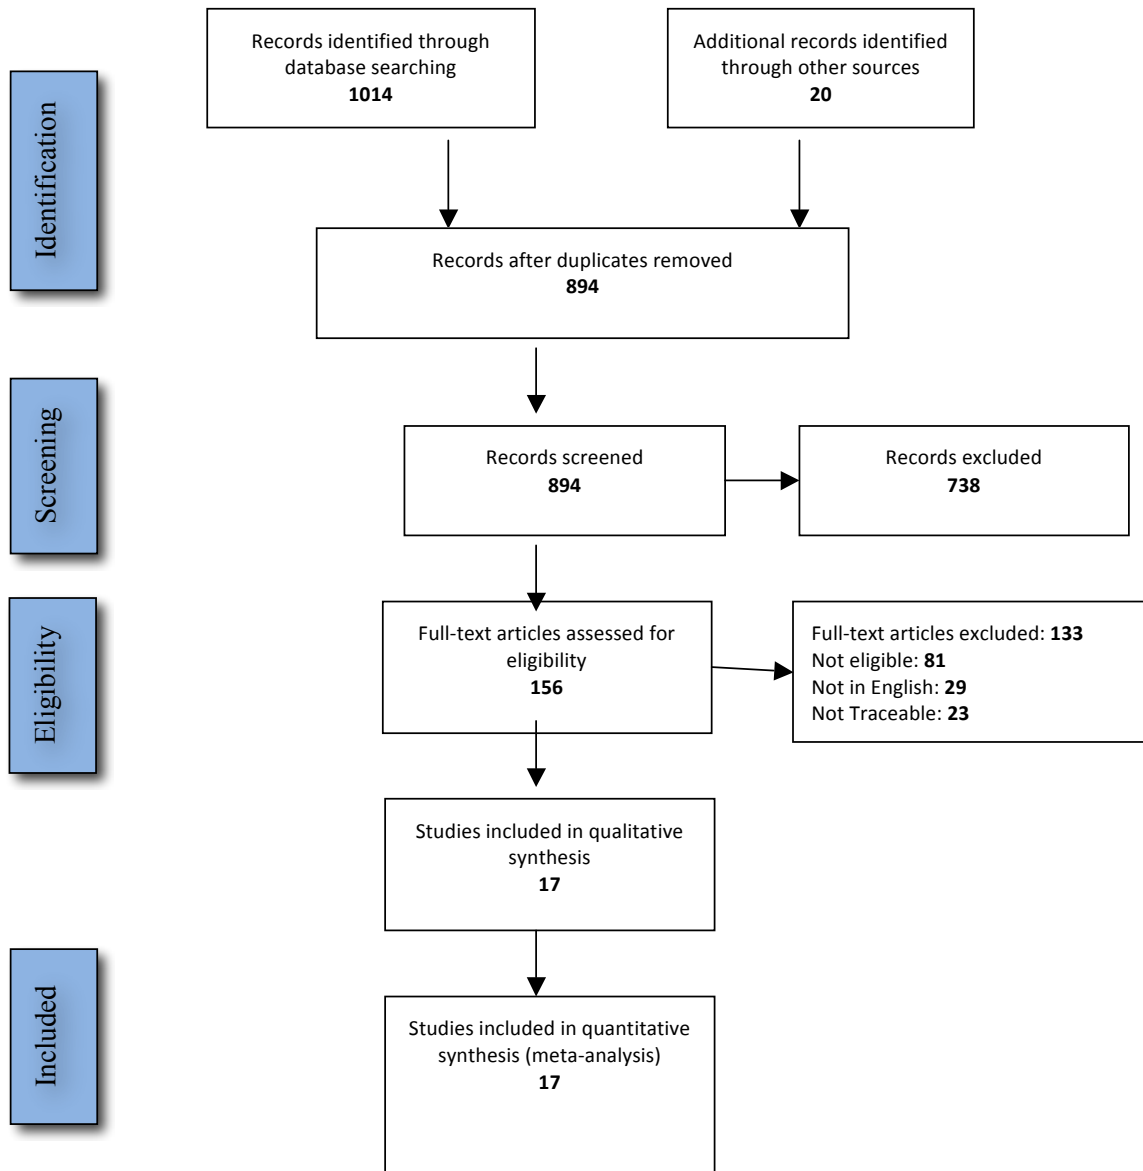 Records identified through
database searching
1014
Additional records identified
through other sources
20
Identification
Records after duplicates removed
894
Screening
Records screened
894
Records excluded
738
Eligibility
Full-text articles assessed for
eligibility
156
Full-text articles excluded: 133
Not eligible: 81
Not in English: 29
Not Traceable: 23
Studies included in qualitative
synthesis
17
Included
Studies included in quantitative
synthesis (meta-analysis)
17